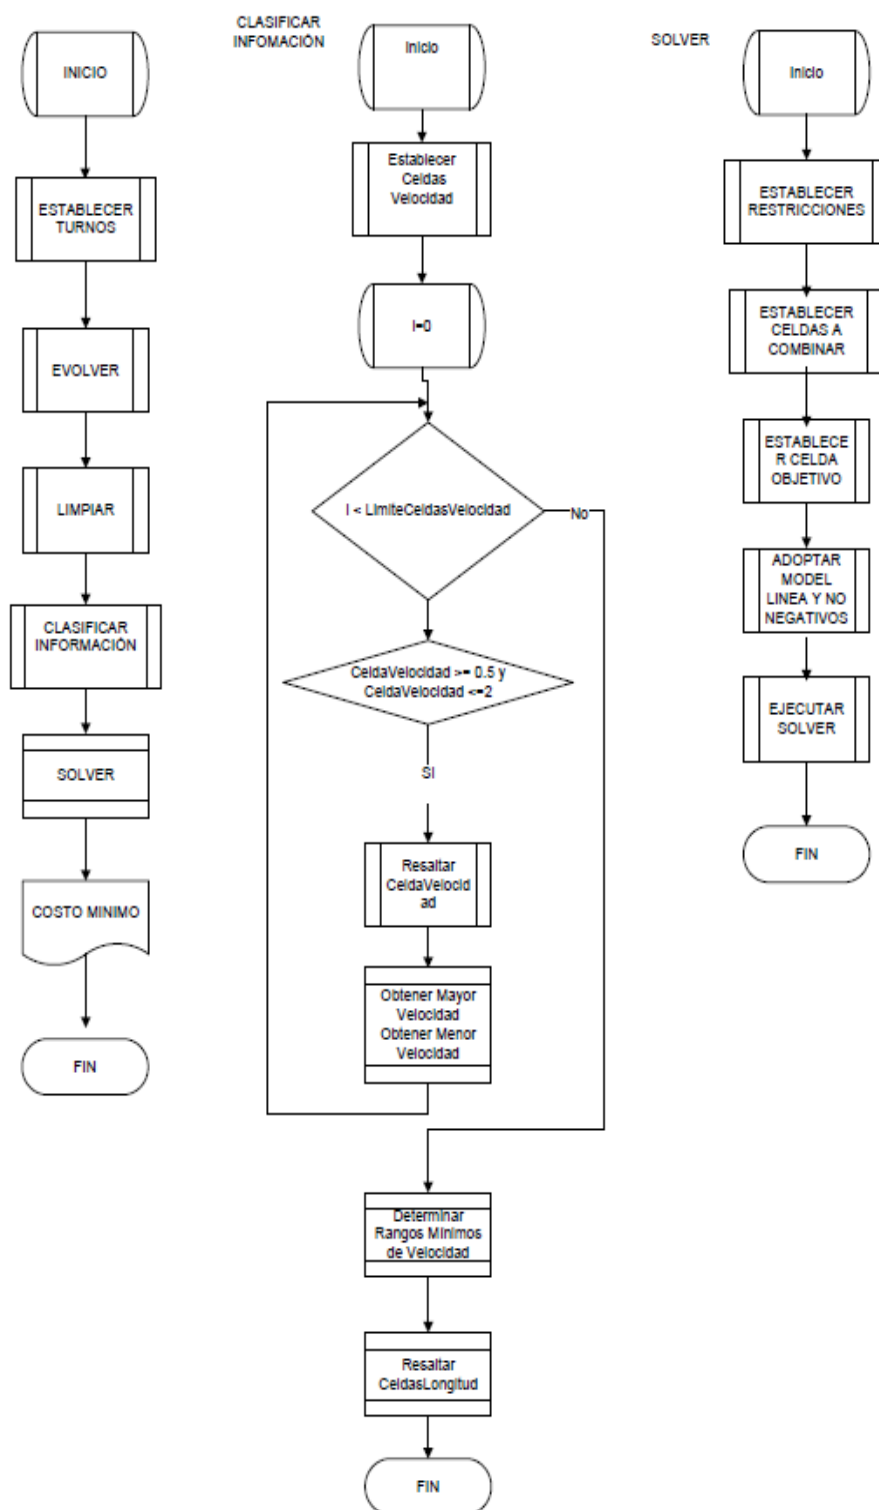 INICIO
ESTABLECER
TURNOS
EVOLVER
LIMPIAR
CLASIFICAR
INFORMACIÓN
SOLVER
COSTO MINIMO
FIN
CLASIFICAR
INFOMACIÓN
Inicio
Establecer
Celdas
Velocidad
I=0
I < LimiteCeldasVelocidad
No
CeldaVelocidad >= 0.5 y
CeldaVelocidad <=2
SI
Resaltar
CeldaVelocid
ad
Obtener Mayor
Velocidad
Obtener Menor
Velocidad
Determinar
Rangos Mínimos
de Velocidad
Resaltar
CeldasLongitud
FIN
SOLVER
Inicio
ESTABLECER
RESTRICCIONES
ESTABLECER
CELDAS A
COMBINAR
ESTABLECE
R CELDA
OBJETIVO
ADOPTAR
MODEL
LINEA Y NO
NEGATIVOS
EJECUTAR
SOLVER
FIN